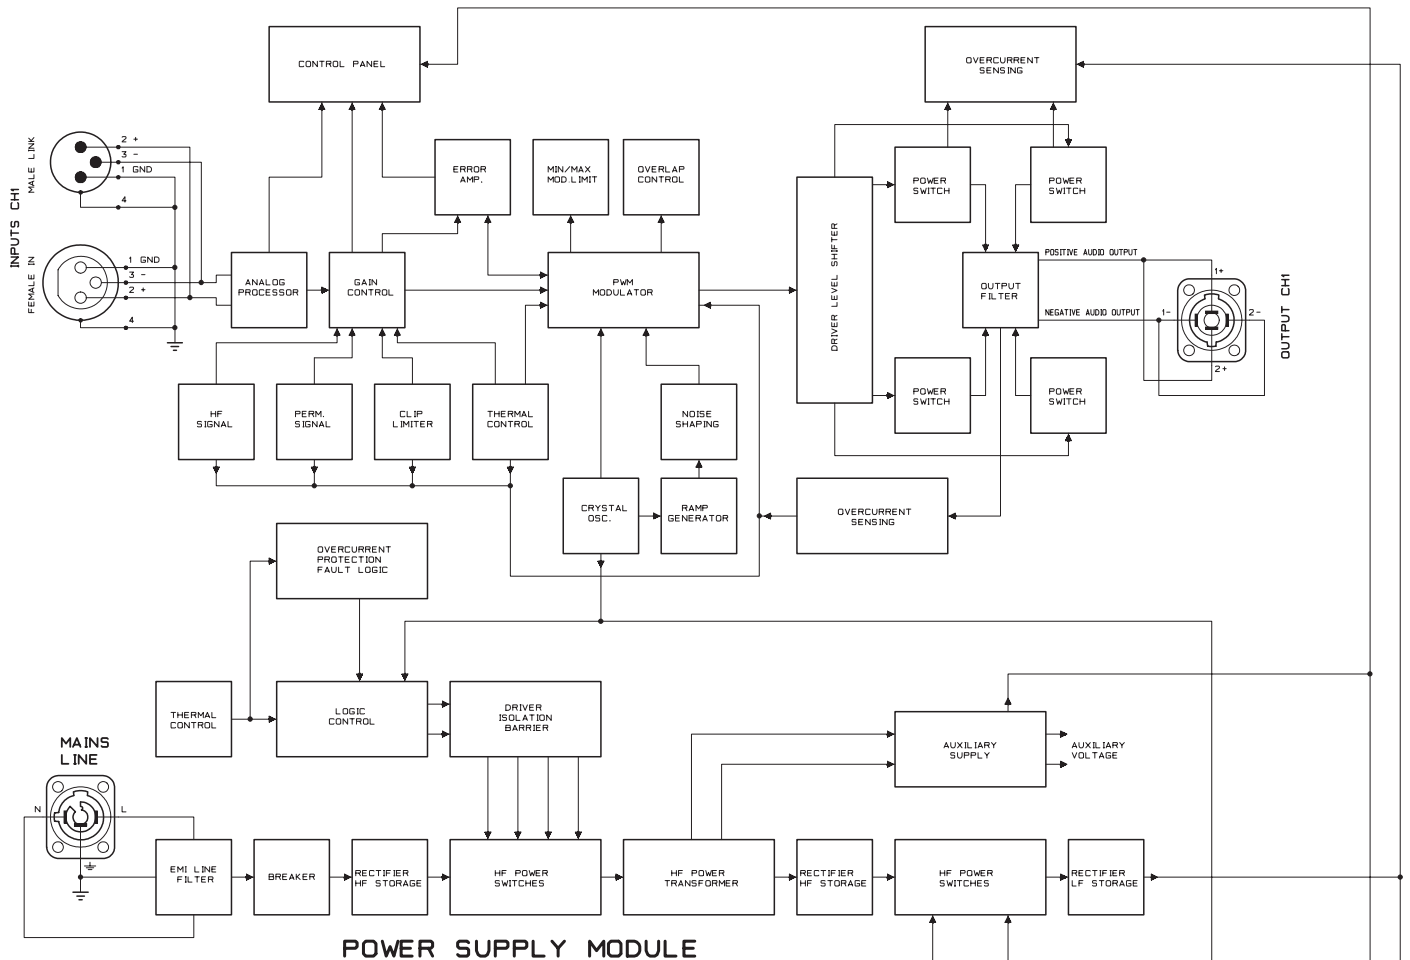 CONTROL PANEL
OVERCURRENT
SENSING
INPUTS CH1
MALE LINK
2 +
3 -
1 GND
4
ERROR
AMP.
MIN/MAX
MOD.LIMIT
OVERLAP
CONTROL
POWER
SWITCH
POWER
SWITCH
FEMALE IN
1 GND
3 -
2 +
4
ANALOG
PROCESSOR
GAIN
CONTROL
PWM
MODULATOR
DRIVER LEVEL SHIFTER
OUTPUT
FILTER
POSITIVE AUDIO OUTPUT
NEGATIVE AUDIO OUTPUT
1+
1-
2-
2+
OUTPUT CH1
HF
SIGNAL
PERM.
SIGNAL
CLIP
LIMITER
THERMAL
CONTROL
NOISE
SHAPING
POWER
SWITCH
POWER
SWITCH
CRYSTAL
OSC.
RAMP
GENERATOR
OVERCURRENT
SENSING
OVERCURRENT
PROTECTION
FAULT LOGIC
THERMAL
CONTROL
LOGIC
CONTROL
DRIVER
ISOLATION
BARRIER
AUXILIARY
SUPPLY
AUXILIARY
VOLTAGE
MAINS
LINE
N
L
EMI LINE
FILTER
BREAKER
RECTIFIER
HF STORAGE
HF POWER
SWITCHES
HF POWER
TRANSFORMER
RECTIFIER
HF STORAGE
HF POWER
SWITCHES
RECTIFIER
LF STORAGE
POWER SUPPLY MODULE